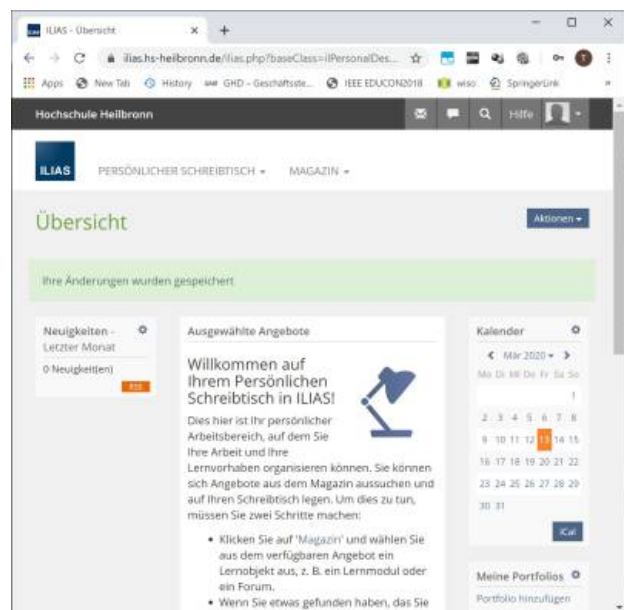 ILIAS - Übersicht
ilias.hs-heilbronn.de/ilias.php?baseClass=ilPersonalDes...
Apps New Tab History GHD - Geschäftsste... IEEE EDUCON2018 wiso SpringerLink »
Hochschule Heilbronn Hilfe
ILIAS PERSÖNLICHER SCHREIBTISCH MAGAZIN
Übersicht Aktionen
Ihre Änderungen wurden gespeichert
Neuigkeiten -
Letzter Monat
0 Neuigkeit(en)
RSS
Ausgewählte Angebote
Willkommen auf
Ihrem Persönlichen
Schreibtisch in ILIAS!
Dies hier ist Ihr persönlicher
Arbeitsbereich, auf dem Sie
Ihre Arbeit und Ihre
Lernvorhaben organisieren können. Sie können
sich Angebote aus dem Magazin aussuchen und
auf Ihren Schreibtisch legen. Um dies zu tun,
müssen Sie zwei Schritte machen:
• Klicken Sie auf 'Magazin' und wählen Sie
aus dem verfügbaren Angebot ein
Lernobjekt aus, z. B. ein Lernmodul oder
ein Forum.
• Wenn Sie etwas gefunden haben, das Sie
Kalender
Mär 2020
Mo Di Mi Do Fr Sa So
1
2 3 4 5 6 7 8
9 10 11 12 13 14 15
16 17 18 19 20 21 22
23 24 25 26 27 28 29
30 31
iCal
Meine Portfolios
Portfolio hinzufügen